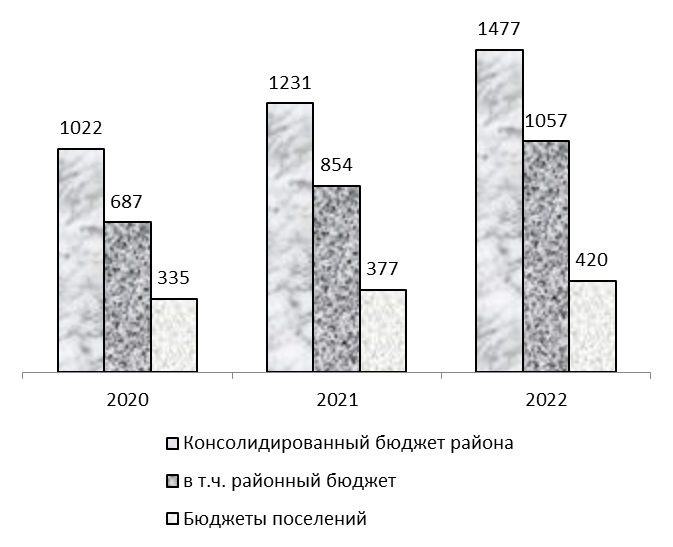 1477
1231
1057
1022
854
687
420
377
335
2020 2021 2022
Консолидированный бюджет района
в т.ч. районный бюджет
Бюджеты поселений